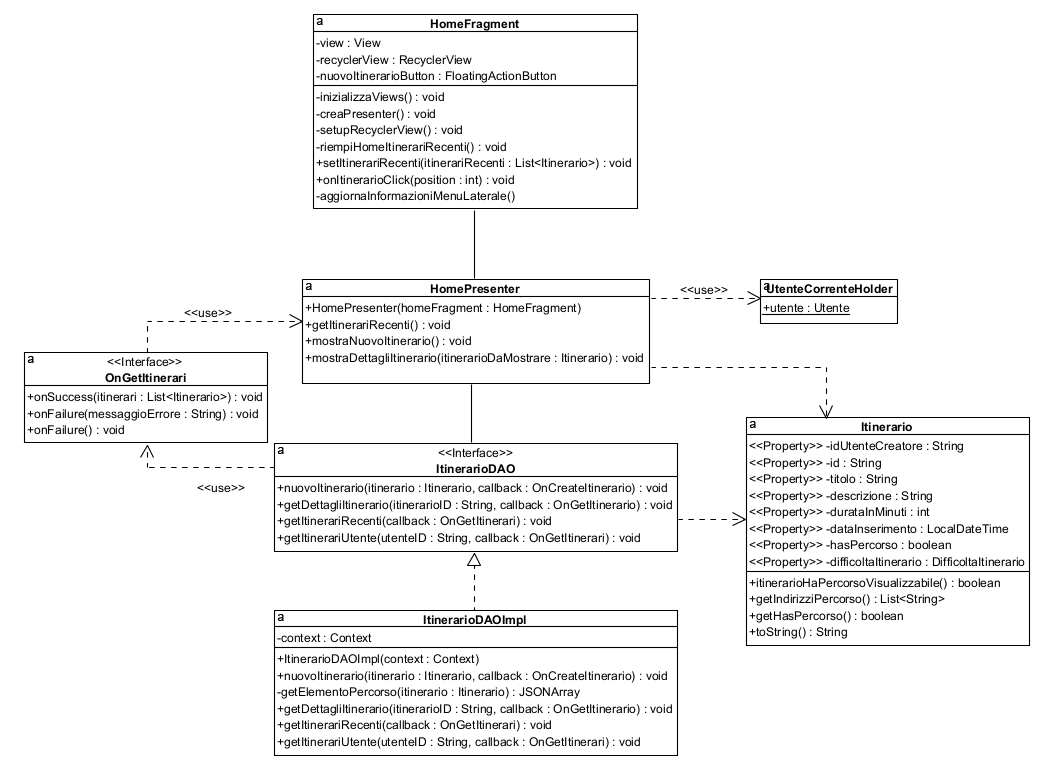 a
HomeFragment
-view : View
-recyclerView : RecyclerView
-nuovoItinerarioButton : FloatingActionButton
-inizializzaViews() : void
-creaPresenter() : void
-setupRecyclerView() : void
-riempiHomeItinerariRecenti() : void
+setItinerariRecenti(itinerariRecenti : List<Itinerario>) : void
+onItinerarioClick(position : int) : void
-aggiornaInformazioniMenuLaterale()
a
HomePresenter
+HomePresenter(homeFragment : HomeFragment)
+getItinerariRecenti() : void
+mostraNuovoItinerario() : void
+mostraDettagliItinerario(itinerarioDaMostrare : Itinerario) : void
<<use>>
a
UtenteCorrenteHolder
+utente : Utente
<<use>>
a
<<Interface>>
OnGetItinerari
+onSuccess(itinerari : List<Itinerario>) : void
+onFailure(messaggioErrore : String) : void
+onFailure() : void
<<use>>
a
<<Interface>>
ItinerarioDAO
+nuovoItinerario(itinerario : Itinerario, callback : OnCreateItinerario) : void
+getDettagliItinerario(itinerarioID : String, callback : OnGetItinerario) : void
+getItinerariRecenti(callback : OnGetItinerari) : void
+getItinerariUtente(utenteID : String, callback : OnGetItinerari) : void
a
Itinerario
<<Property>> -idUtenteCreatore : String
<<Property>> -id : String
<<Property>> -titolo : String
<<Property>> -descrizione : String
<<Property>> -durataInMinuti : int
<<Property>> -dataInserimento : LocalDateTime
<<Property>> -hasPercorso : boolean
<<Property>> -difficoltaItinerario : DifficoltaItinerario
+itinerarioHaPercorsoVisualizzabile() : boolean
+getIndirizziPercorso() : List<String>
+getHasPercorso() : boolean
+toString() : String
a
ItinerarioDAOImpl
-context : Context
+ItinerarioDAOImpl(context : Context)
+nuovoItinerario(itinerario : Itinerario, callback : OnCreateItinerario) : void
-getElementoPercorso(itinerario : Itinerario) : JSONArray
+getDettagliItinerario(itinerarioID : String, callback : OnGetItinerario) : void
+getItinerariRecenti(callback : OnGetItinerari) : void
+getItinerariUtente(utenteID : String, callback : OnGetItinerari) : void